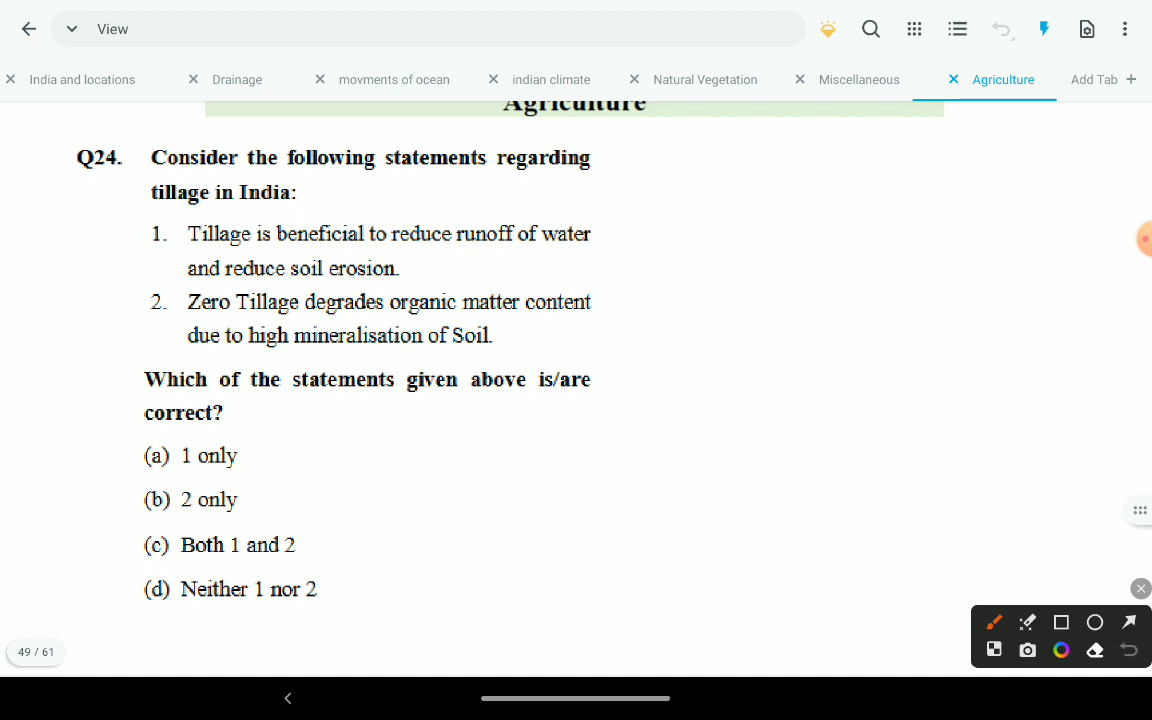 View
India and locations
Drainage
movments of ocean
indian climate
Natural Vegetation
Miscellaneous
Agriculture
Add Tab +
Agriculture
Q24. Consider the following statements regarding
tillage in India:
1. Tillage is beneficial to reduce runoff of water
and reduce soil erosion.
2. Zero Tillage degrades organic matter content
due to high mineralisation of Soil.
Which of the statements given above is/are
correct?
(a) 1 only
(b) 2 only
(c) Both 1 and 2
(d) Neither 1 nor 2
49 / 61